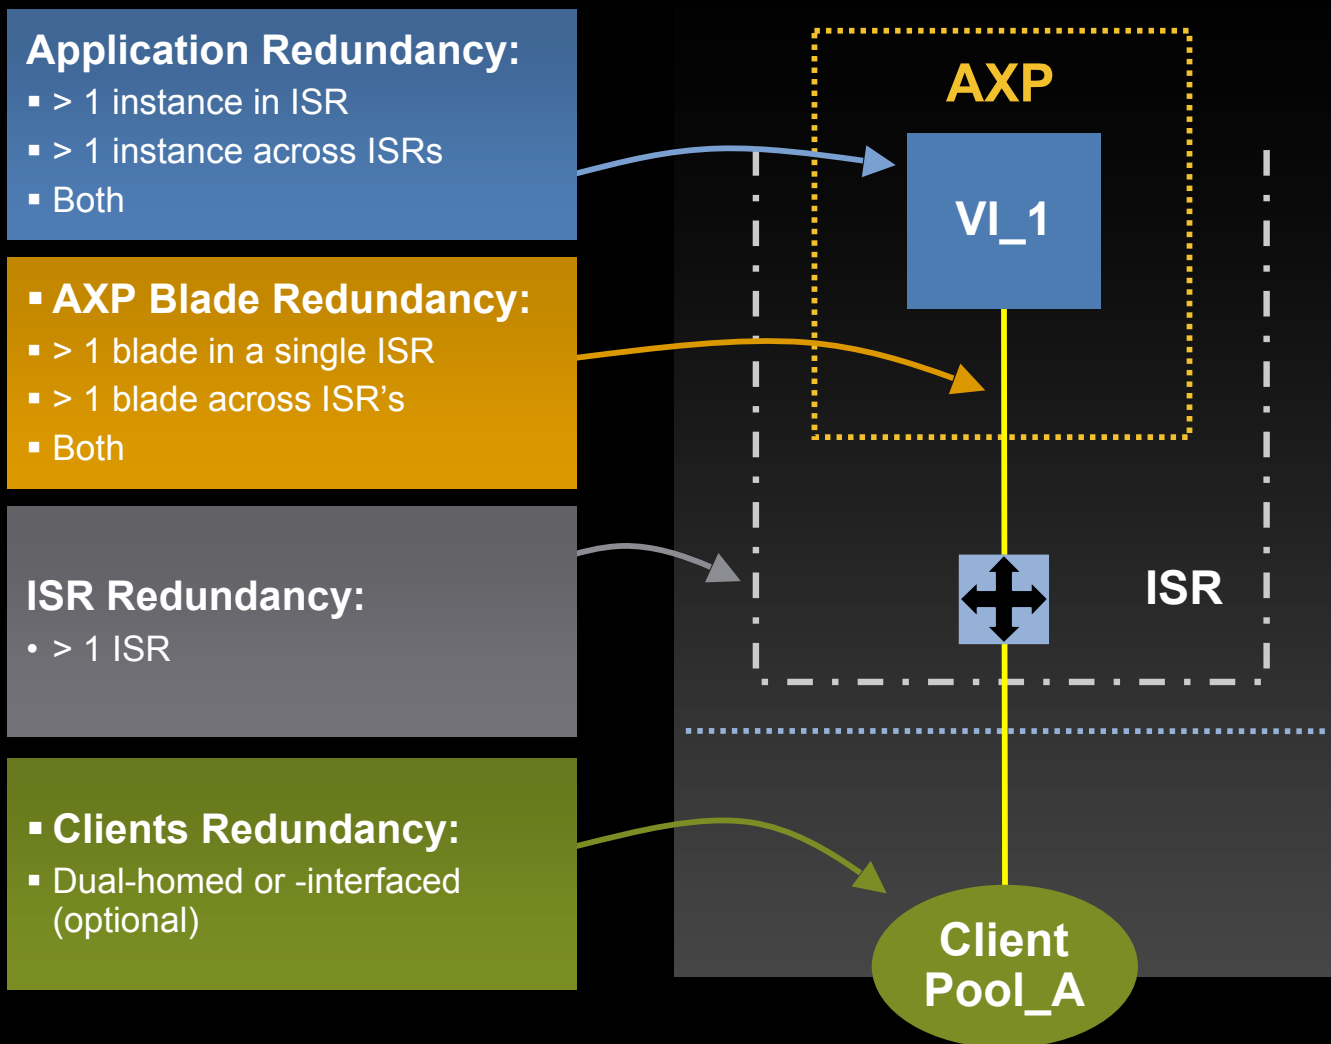 Application Redundancy:
▪ > 1 instance in ISR
▪ > 1 instance across ISRs
▪ Both
▪ AXP Blade Redundancy:
▪ > 1 blade in a single ISR
▪ > 1 blade across ISR’s
▪ Both
ISR Redundancy:
• > 1 ISR
▪ Clients Redundancy:
▪ Dual-homed or -interfaced
(optional)
AXP
VI_1
ISR
Client
Pool_A